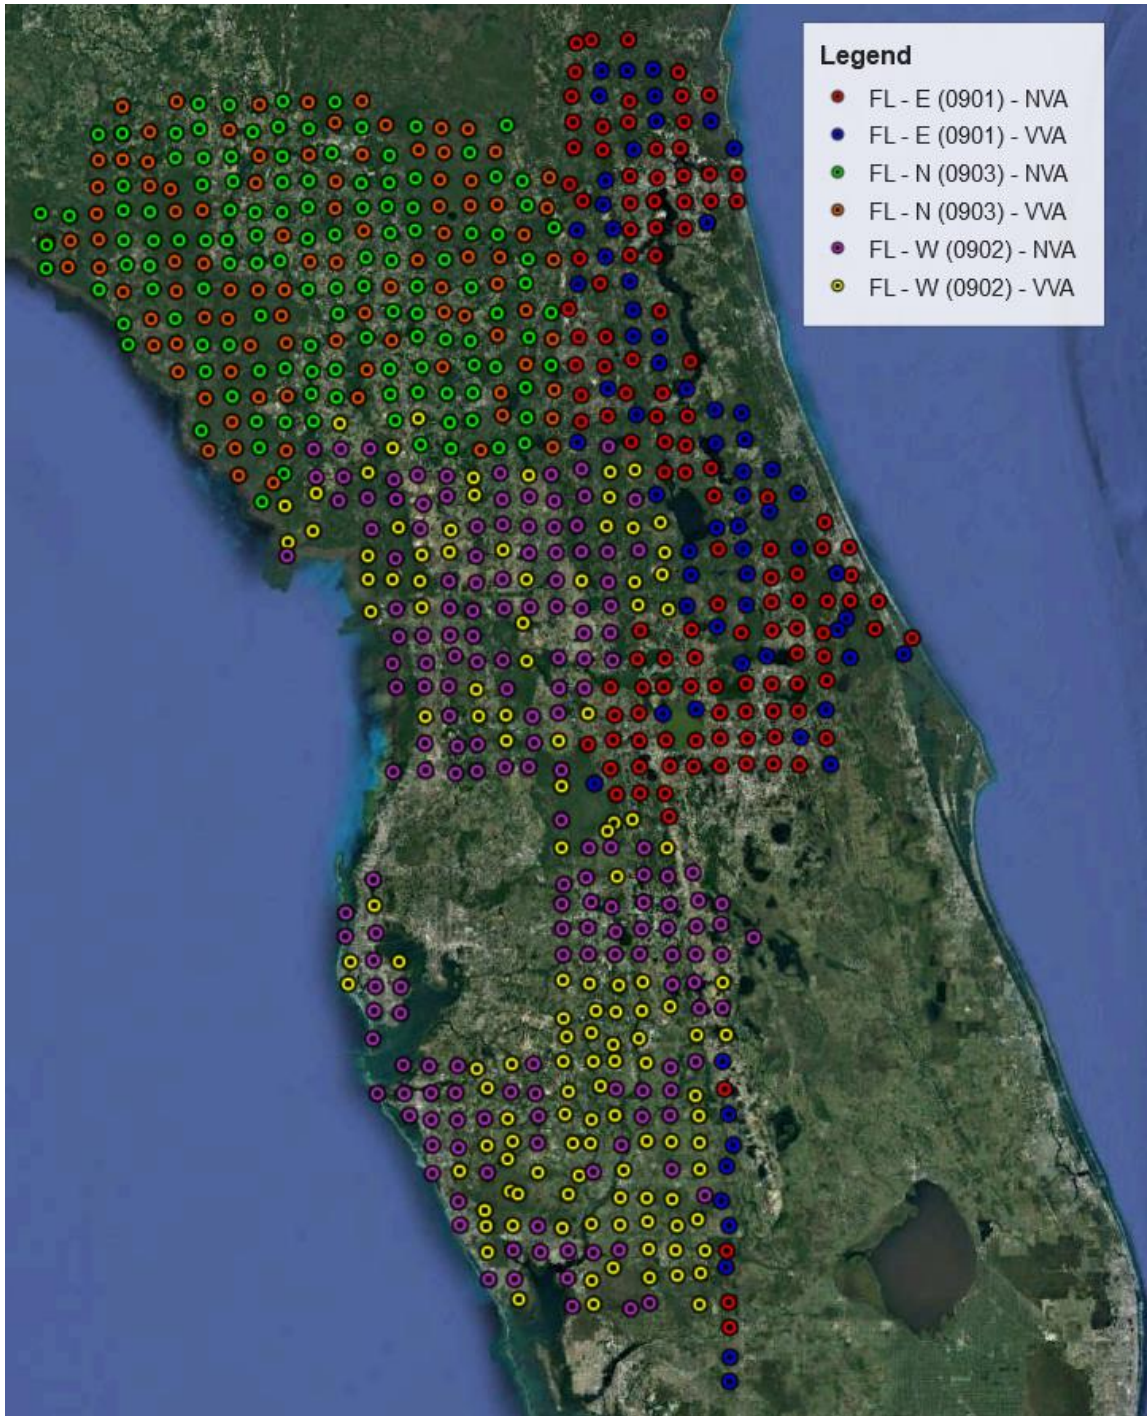 Legend
FL - E (0901) - NVA
FL - E (0901) - VVA
FL - N (0903) - NVA
FL - N (0903) - VVA
FL - W (0902) - NVA
FL - W (0902) - VVA